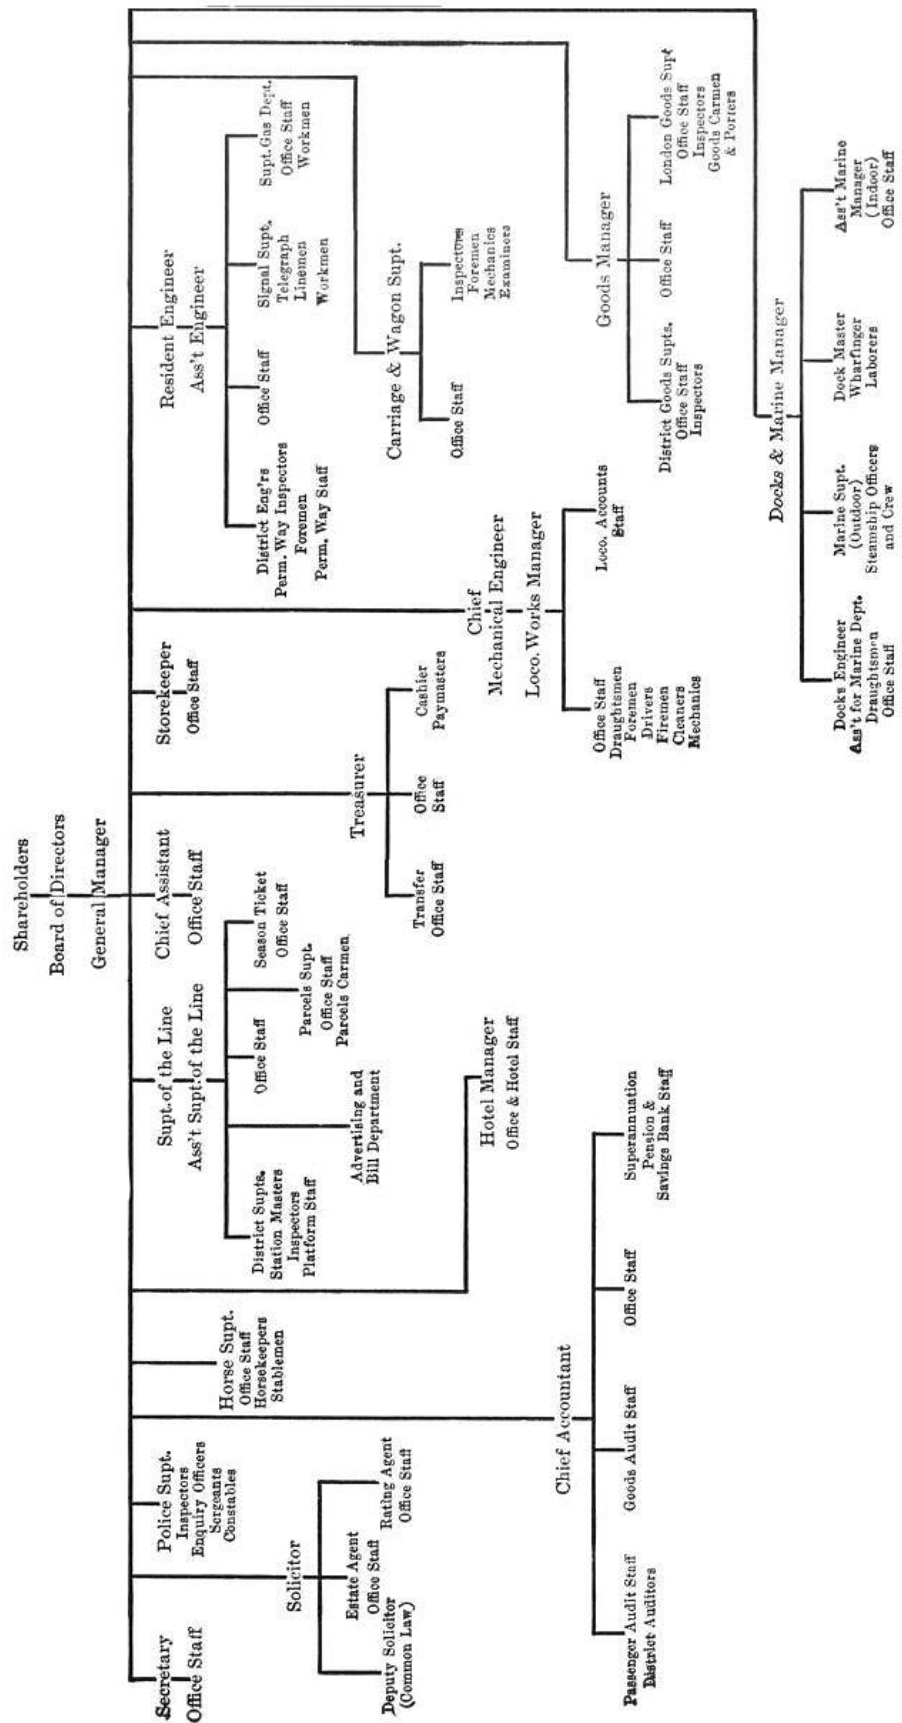 Shareholders
Board of Directors
General Manager
Secretary
Office Staff
Solicitor
Deputy Solicitor
(Common Law)
Estate Agent
Office Staff
Rating Agent
Office Staff
Police Supt.
Inspectors
Enquiry Officers
Sergeants
Constables
Chief Accountant
Passenger Audit Staff
District Auditors
Goods Audit Staff
Office Staff
Superannuation
Pension &
Savings Bank Staff
Horse Supt.
Office Staff
Horsekeepers
Stablemen
Hotel Manager
Office & Hotel Staff
Supt. of the Line
Ass't Supt. of the Line
District Supts.
Station Masters
Inspectors
Platform Staff
Advertising and
Bill Department
Office Staff
Parcels Supt.
Office Staff
Parcels Carmen
Season Ticket
Office Staff
Chief Assistant
Office Staff
Treasurer
Transfer
Office Staff
Office
Staff
Cashier
Paymasters
Storekeeper
Office Staff
Chief
Mechanical Engineer
Loco. Works Manager
Office Staff
Draughtsmen
Foremen
Drivers
Firemen
Cleaners
Mechanics
Loco. Accounts
Staff
Resident Engineer
Ass't Engineer
District Eng'rs
Perm. Way Inspectors
Foremen
Perm. Way Staff
Office Staff
Signal Supt.
Telegraph
Linemen
Workmen
Supt. Gas Dept.
Office Staff
Workmen
Carriage & Wagon Supt.
Office Staff
Inspectors
Foremen
Mechanics
Examiners
Goods Manager
District Goods Supts.
Office Staff
Inspectors
Office Staff
London Goods Supt
Office Staff
Inspectors
Goods Carmen
& Porters
Docks & Marine Manager
Docks Engineer
Ass't for Marine Dept.
Draughtsmen
Office Staff
Marine Supt.
(Outdoor)
Steamship Officers
and Crew
Dock Master
Wharfinger
Laborers
Ass't Marine
Manager
(Indoor)
Office Staff